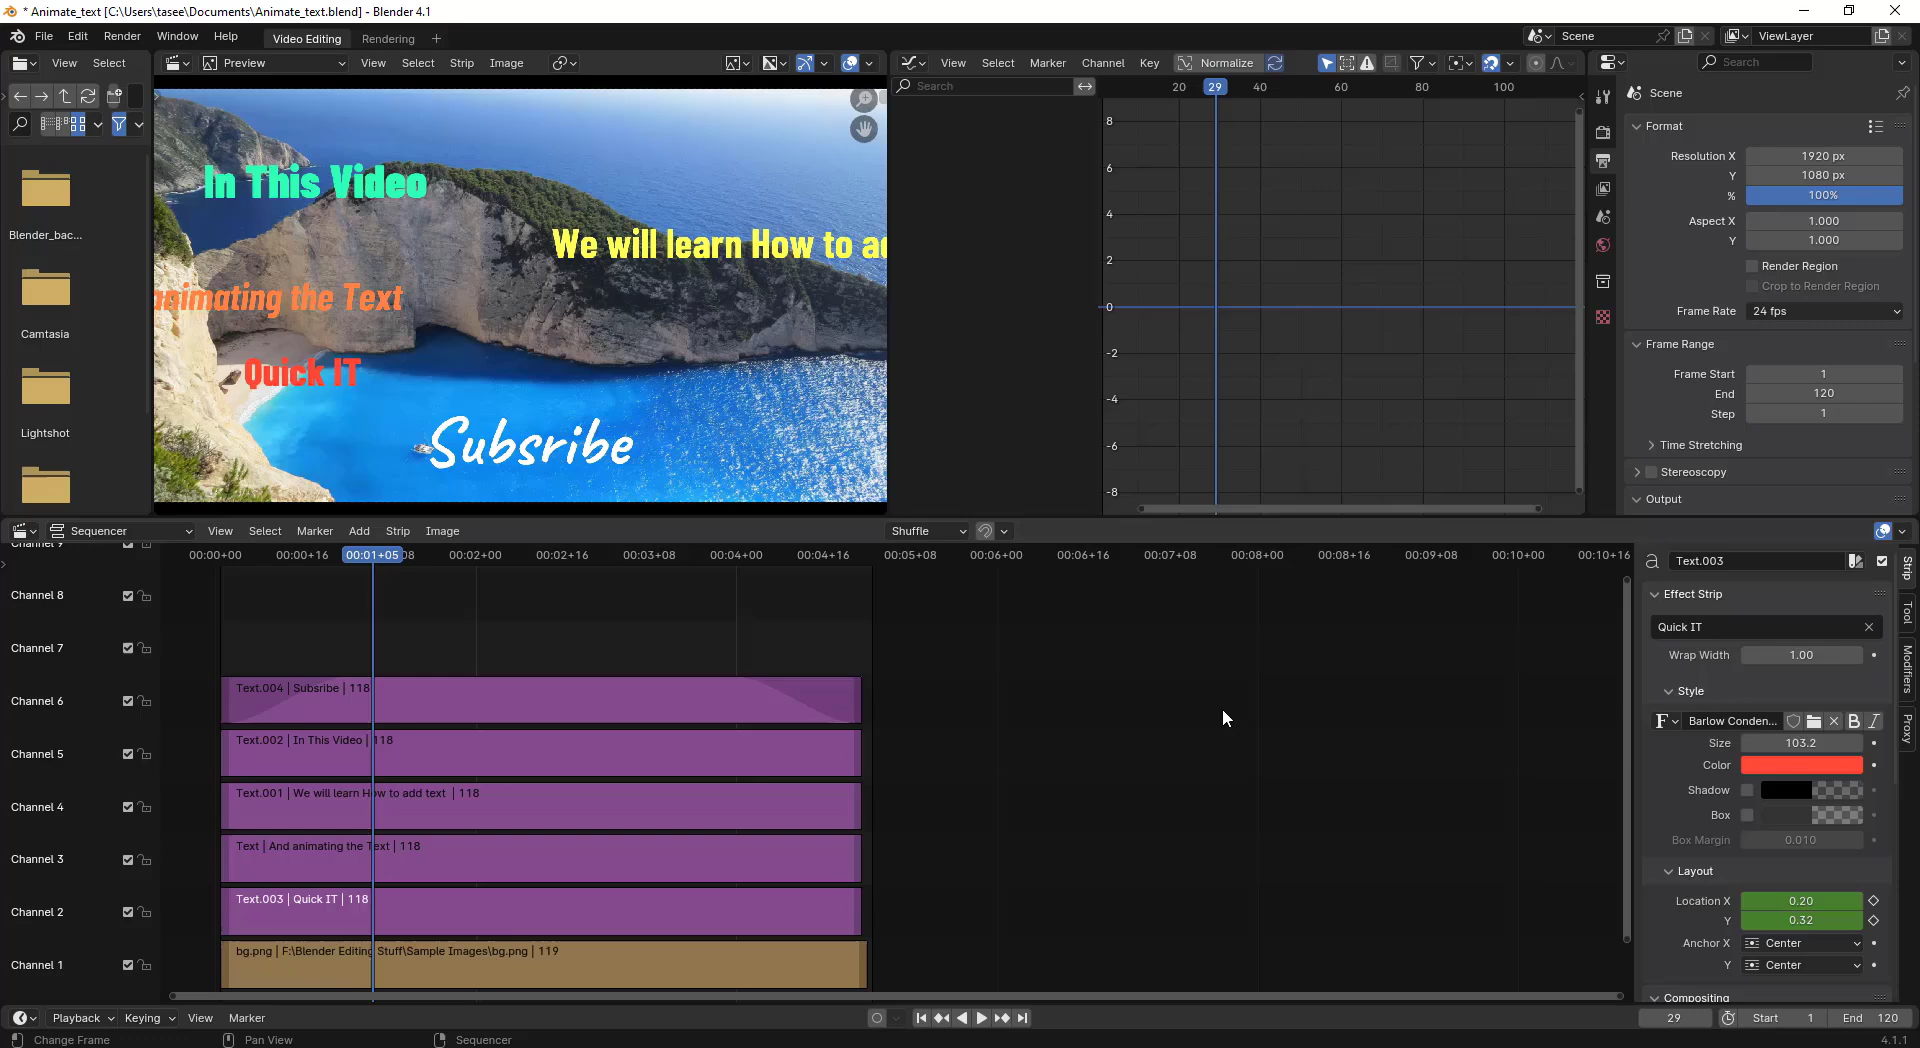 * Animate_text [C:\Users\tasee\Documents\Animate_text.blend] - Blender 4.1
File Edit Render Window Help Video Editing Rendering + Scene ViewLayer
View Select Preview View Select Strip Image View Select Marker Channel Key Normalize Search
Search 20 29 40 60 80 100 Scene
Format
8
6
4
2
0
-2
-4
-6
-8
Resolution X 1920 px
Y 1080 px
% 100%
Aspect X 1.000
Y 1.000
Render Region
Crop to Render Region
Frame Rate 24 fps
Frame Range
Frame Start 1
End 120
Step 1
Time Stretching
Stereoscopy
Output
Blender_bac...
Camtasia
Lightshot
In This Video
We will learn How to ad
animating the Text
Quick IT
Subsribe
Sequencer View Select Marker Add Strip Image Shuffle
00:00+00 00:00+16 00:01+05 08 00:02+00 00:02+16 00:03+08 00:04+00 00:04+16 00:05+08 00:06+00 00:06+16 00:07+08 00:08+00 00:08+16 00:09+08 00:10+00 00:10+16
Channel 9
Channel 8
Channel 7
Channel 6 Text.004 | Subsribe | 118
Channel 5 Text.002 | In This Video | 118
Channel 4 Text.001 | We will learn How to add text | 118
Channel 3 Text | And animating the Text | 118
Channel 2 Text.003 | Quick IT | 118
Channel 1 bg.png | F:\Blender Editing Stuff\Sample Images\bg.png | 119
Text.003
Effect Strip
Quick IT
Wrap Width 1.00
Style
F Barlow Conden... B I
Size 103.2
Color
Shadow
Box
Box Margin 0.010
Layout
Location X 0.20
Y 0.32
Anchor X Center
Y Center
Compositing
Strip
Tool
Modifiers
Proxy
Playback Keying View Marker 29 Start 1 End 120
Change Frame Pan View Sequencer 4.1.1